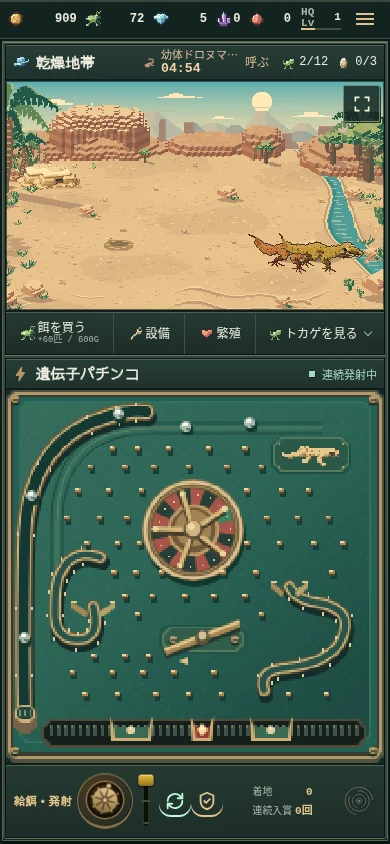 909 72 5 0 0 HQ Lv 1
乾燥地帯 幼体ドロヌマ… 04:54 呼ぶ 2/12 0/3
餌を買う 設備 繁殖 トカゲを見る
+60匹 / 600G
遺伝子パチンコ 連続発射中
給餌・発射
着地 0
連続入賞 0回